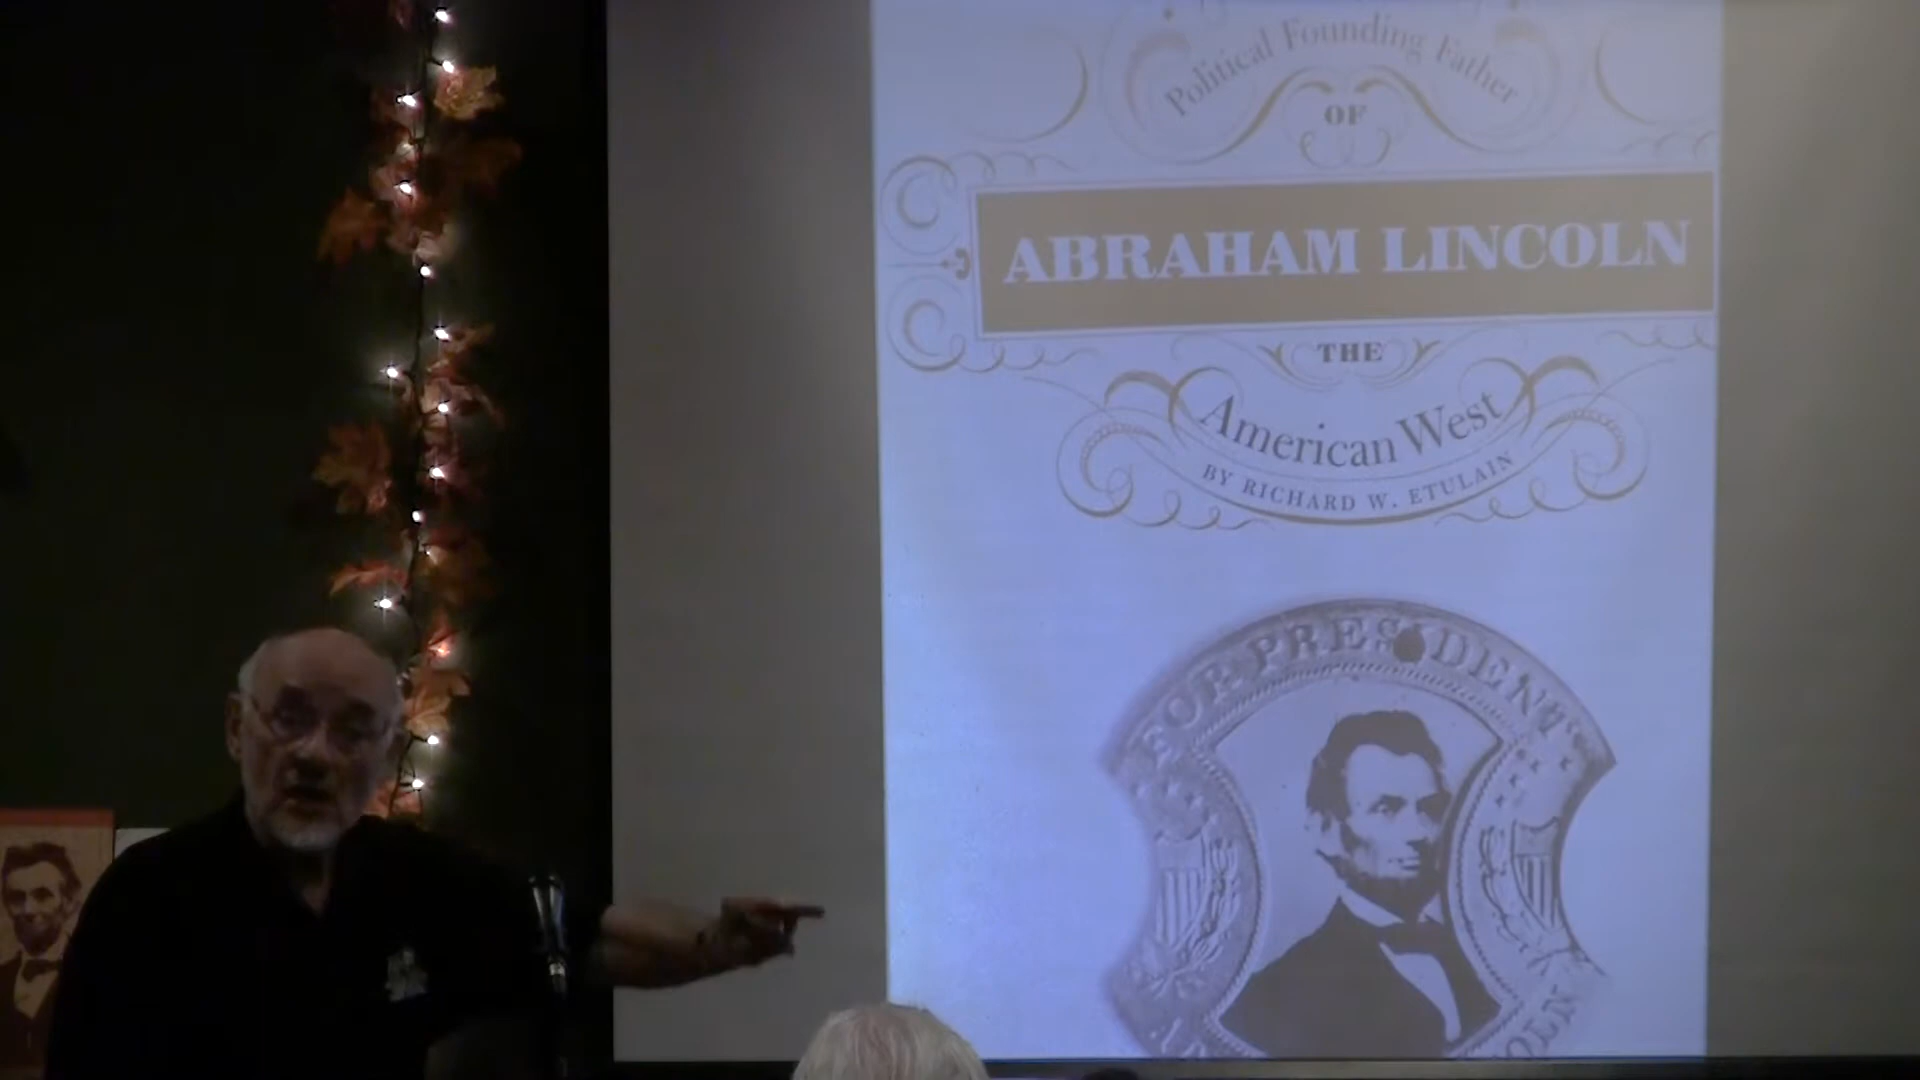 Political Founding Father
OF
ABRAHAM LINCOLN
THE
American West
BY RICHARD W. ETULAIN
FOR PRESIDENT